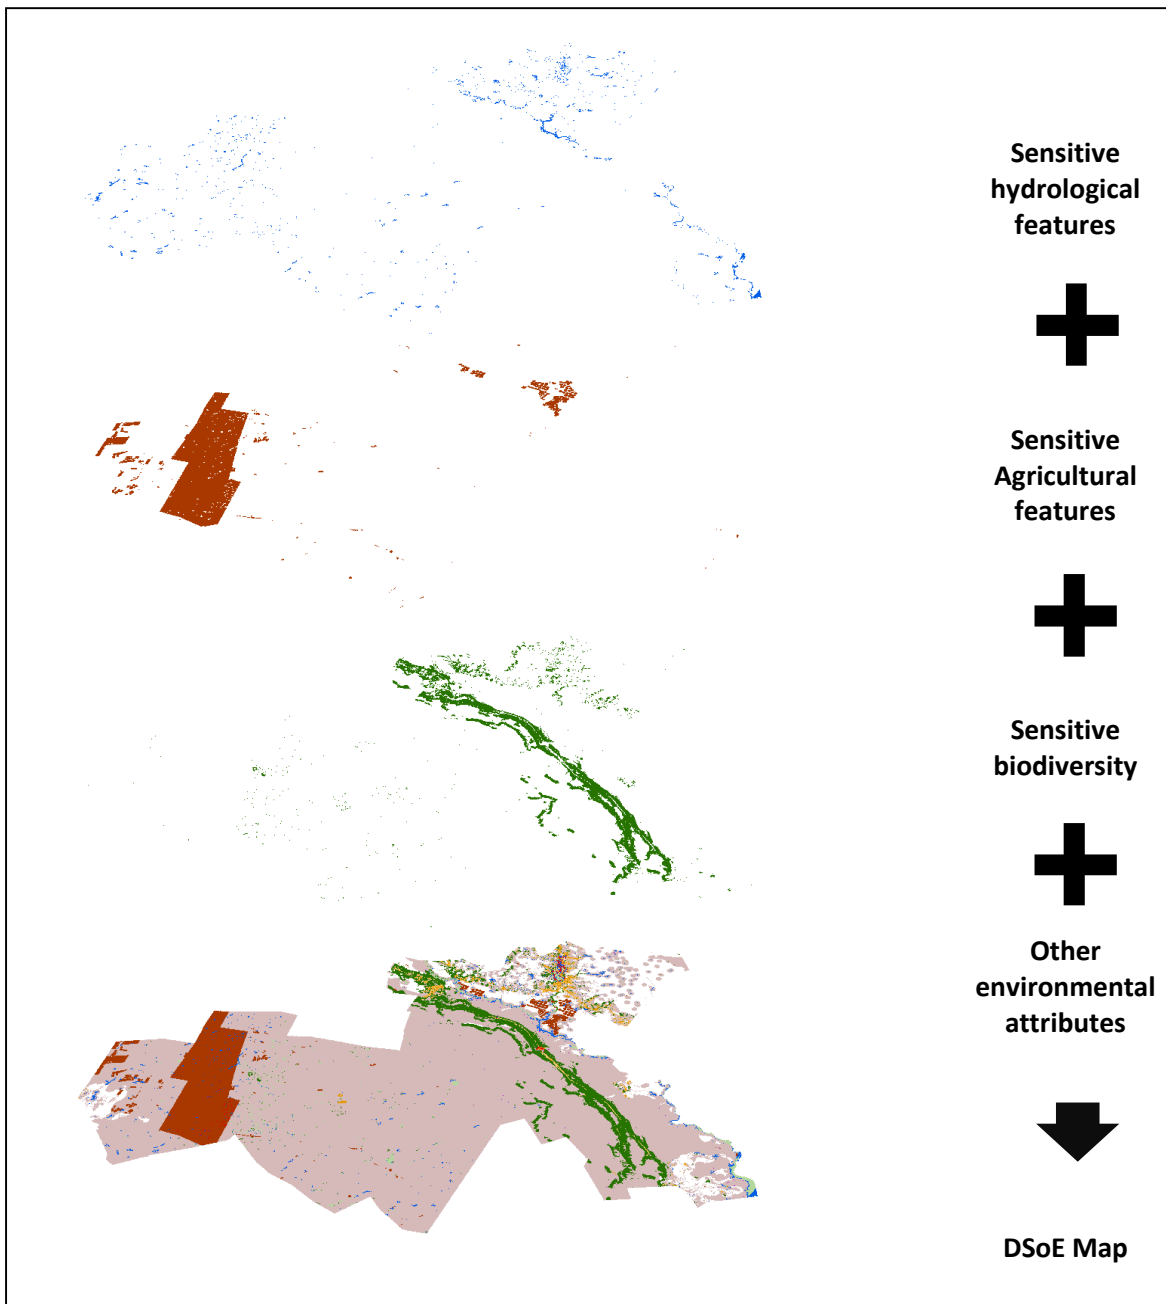 Sensitive
hydrological
features
Sensitive
Agricultural
features
Sensitive
biodiversity
Other
environmental
attributes
DSoE Map